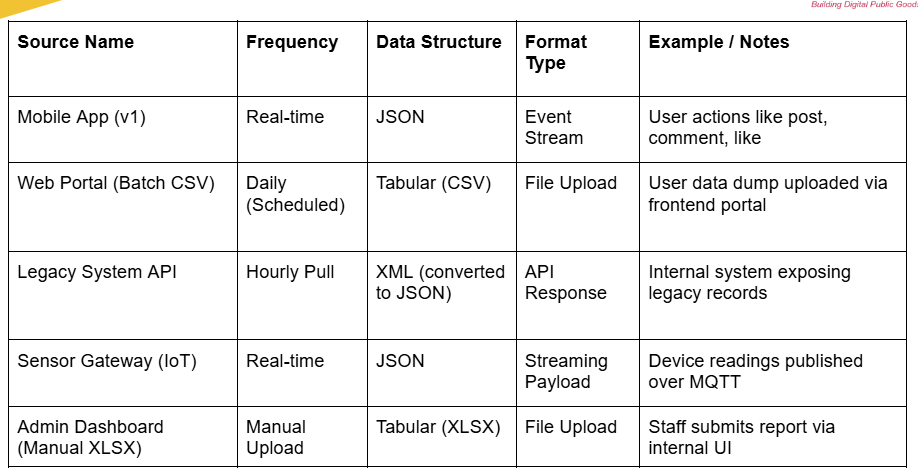 Building Digital Public Goods
Source Name
Frequency
Data Structure
Format
Type
Example / Notes
Mobile App (v1)
Real-time
JSON
Event
Stream
User actions like post,
comment, like
Web Portal (Batch CSV)
Daily
(Scheduled)
Tabular (CSV)
File Upload
User data dump uploaded via
frontend portal
Legacy System API
Hourly Pull
XML (converted
to JSON)
API
Response
Internal system exposing
legacy records
Sensor Gateway (IoT)
Real-time
JSON
Streaming
Payload
Device readings published
over MQTT
Admin Dashboard
(Manual XLSX)
Manual
Upload
Tabular (XLSX)
File Upload
Staff submits report via
internal UI